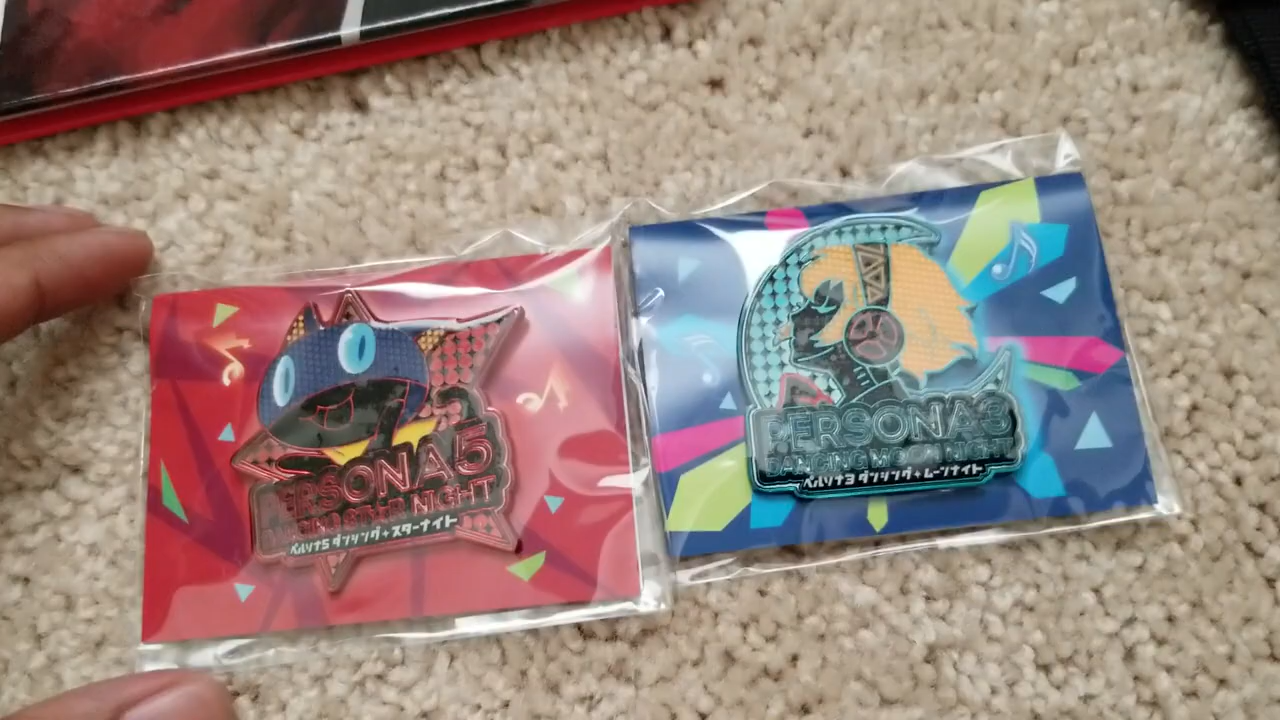 PERSONA5
DANCING STAR NIGHT
ペルソナ5 ダンシング+スターナイト
PERSONA3
DANCING MOON NIGHT
ペルソナ3 ダンシング+ムーンナイト